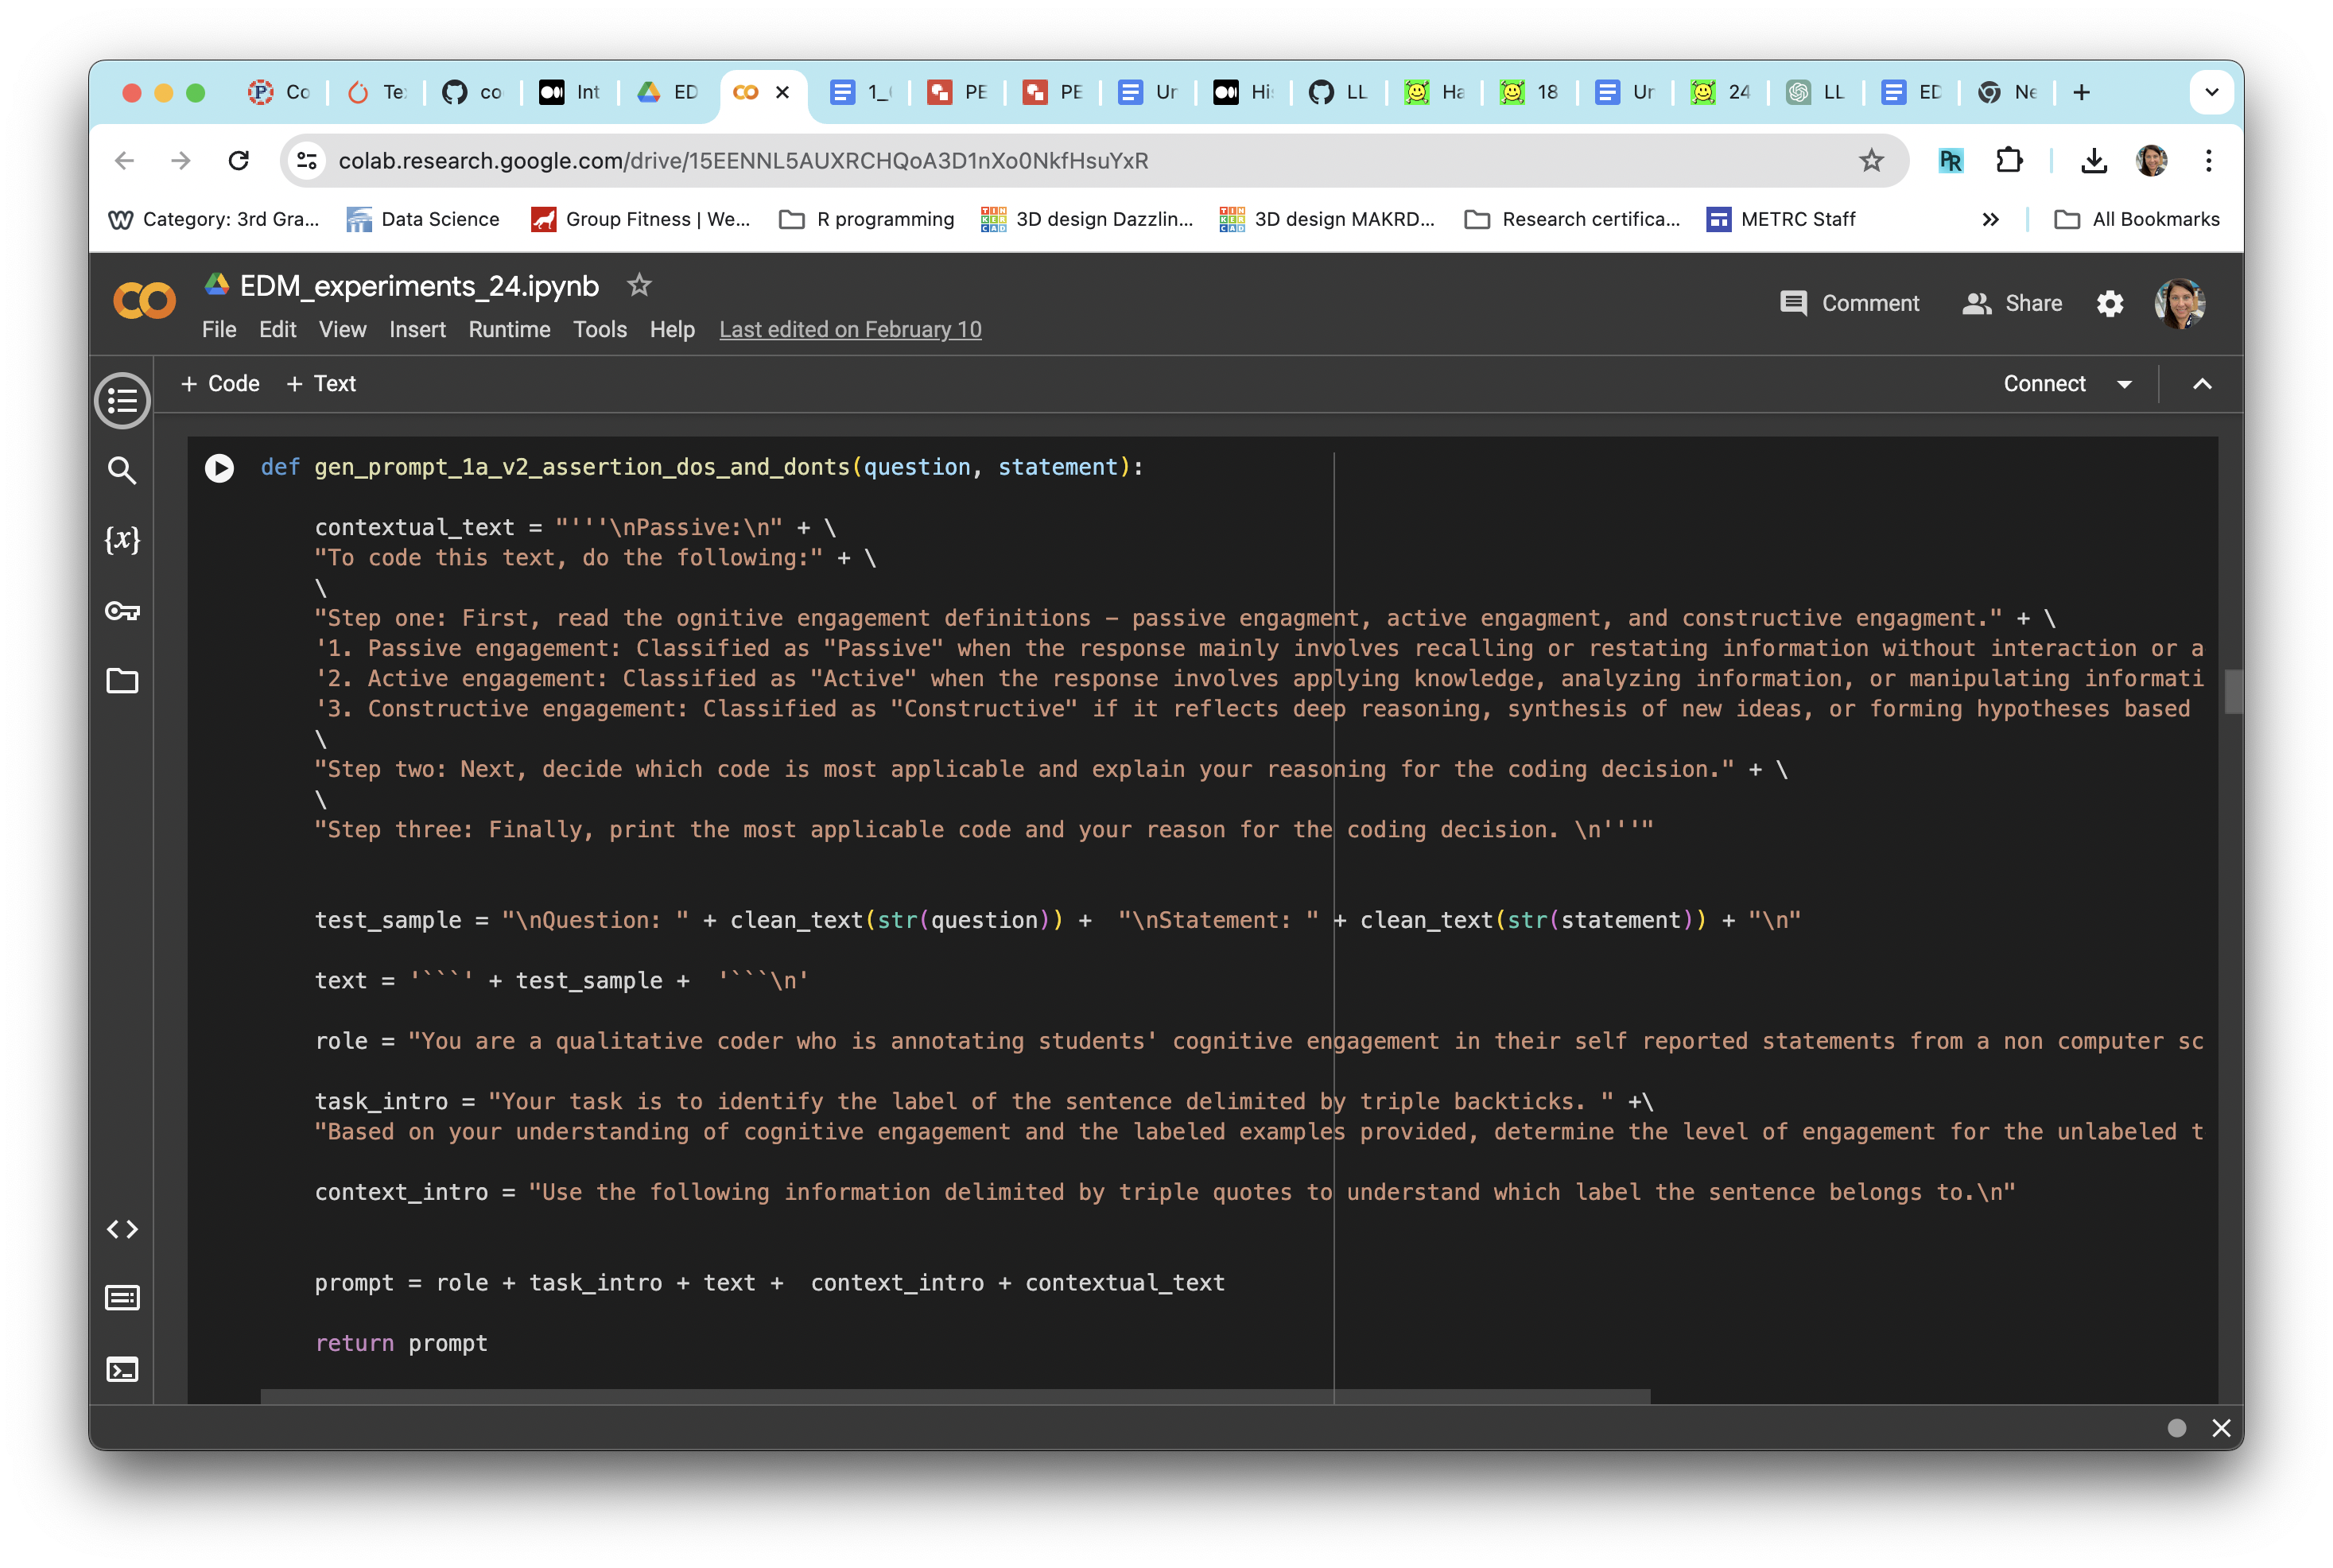 Co
Te
co
Int
ED
1_
PE
PE
Ur
Hi
LL
Ha
18
Ur
24
LL
ED
Ne
colab.research.google.com/drive/15EENNL5AUXRCHQoA3D1nXo0NkfHsuYxR
PR
Category: 3rd Gra...
Data Science
Group Fitness | We...
R programming
3D design Dazzlin...
3D design MAKRD...
Research certifica...
METRC Staff
All Bookmarks
EDM_experiments_24.ipynb
Comment
Share
File Edit View Insert Runtime Tools Help Last edited on February 10
+ Code + Text
Connect
def gen_prompt_1a_v2_assertion_dos_and_donts(question, statement):
contextual_text = "'''\nPassive:\n" + \
"To code this text, do the following:" + \
\
"Step one: First, read the ognitive engagement definitions – passive engagment, active engagment, and constructive engagment." + \
'1. Passive engagement: Classified as "Passive" when the response mainly involves recalling or restating information without interaction or a
'2. Active engagement: Classified as "Active" when the response involves applying knowledge, analyzing information, or manipulating informati
'3. Constructive engagement: Classified as "Constructive" if it reflects deep reasoning, synthesis of new ideas, or forming hypotheses based
\
"Step two: Next, decide which code is most applicable and explain your reasoning for the coding decision." + \
\
"Step three: Finally, print the most applicable code and your reason for the coding decision. \n'''"
test_sample = "\nQuestion: " + clean_text(str(question)) +  "\nStatement: " + clean_text(str(statement)) + "\n"
text = '```' + test_sample +  '```\n'
role = "You are a qualitative coder who is annotating students' cognitive engagement in their self reported statements from a non computer sc
task_intro = "Your task is to identify the label of the sentence delimited by triple backticks. " +\
"Based on your understanding of cognitive engagement and the labeled examples provided, determine the level of engagement for the unlabeled t
context_intro = "Use the following information delimited by triple quotes to understand which label the sentence belongs to.\n"
prompt = role + task_intro + text +  context_intro + contextual_text
return prompt